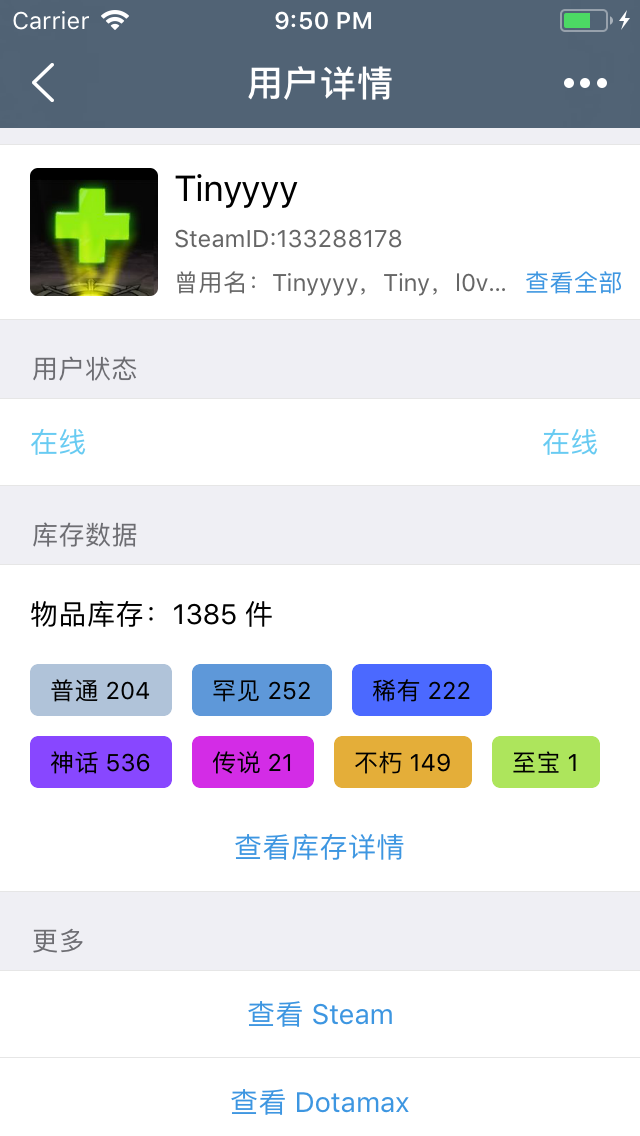 Carrier 9:50 PM
用户详情
Tinyyyy
SteamID:133288178
曾用名：Tinyyyy，Tiny，l0v... 查看全部
用户状态
在线 在线
库存数据
物品库存：1385 件
普通 204 罕见 252 稀有 222
神话 536 传说 21 不朽 149 至宝 1
查看库存详情
更多
查看 Steam
查看 Dotamax